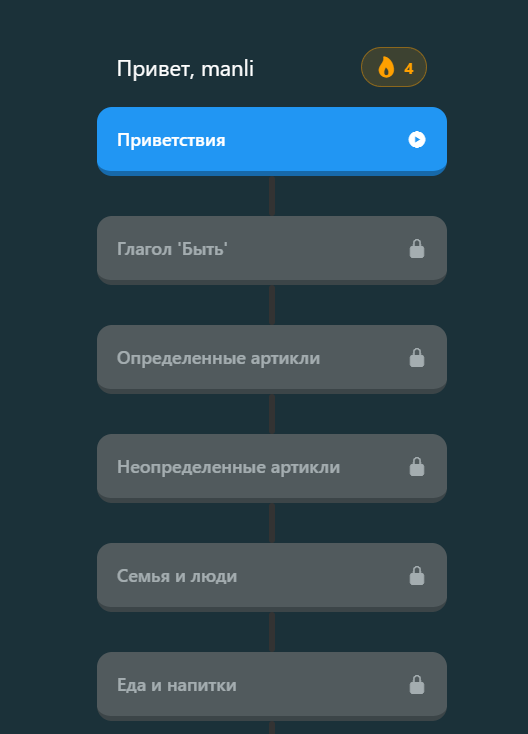 Привет, manli
4
Приветствия
Глагол 'Быть'
Определенные артикли
Неопределенные артикли
Семья и люди
Еда и напитки